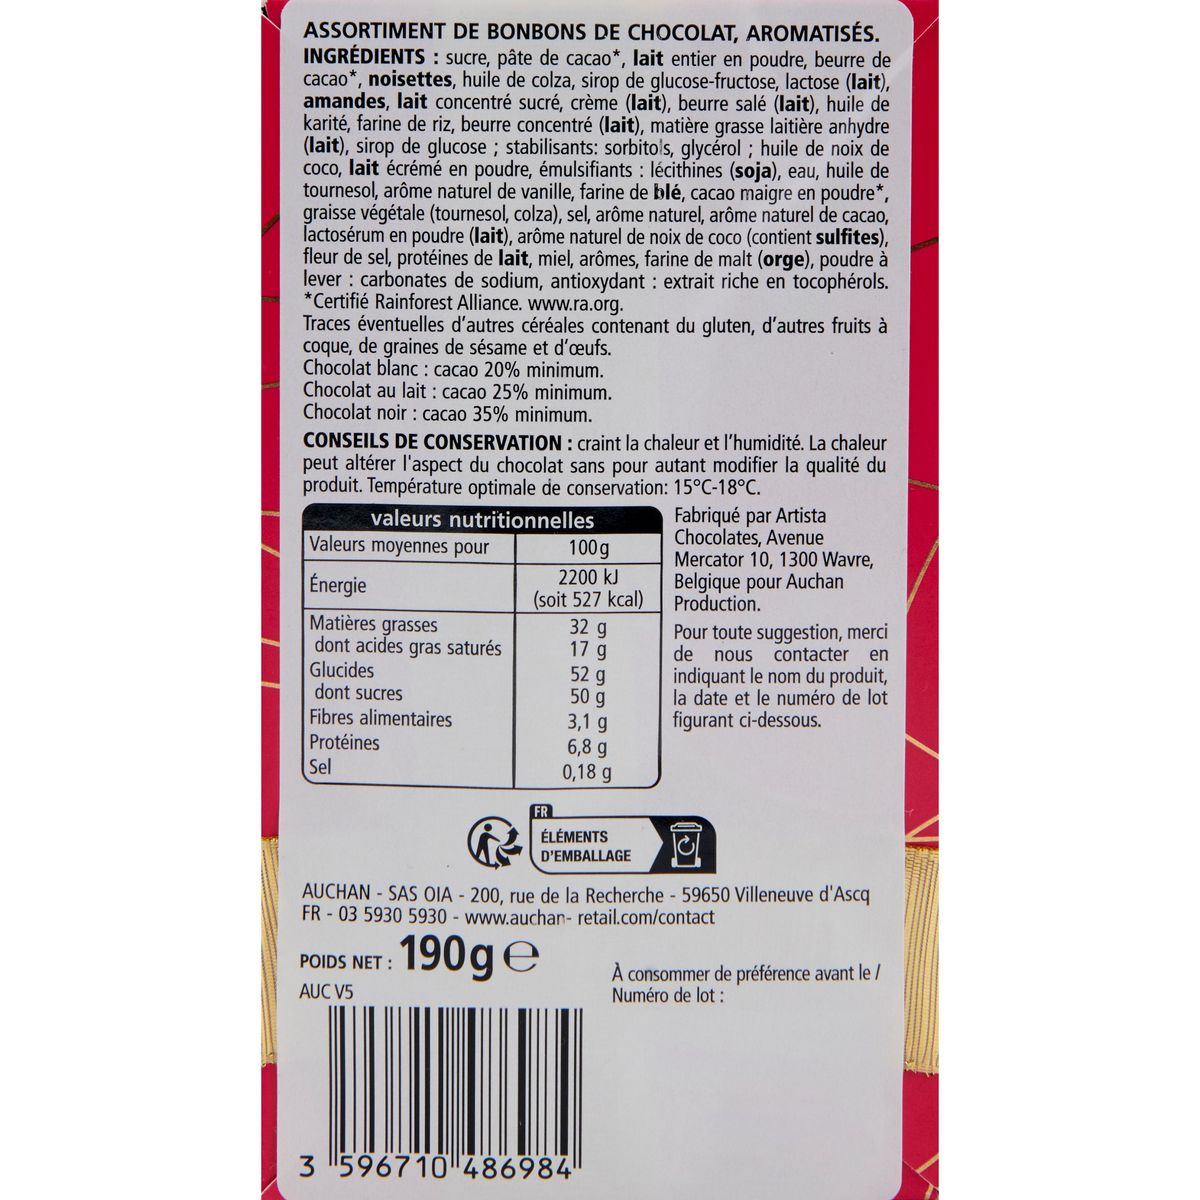 ASSORTIMENT DE BONBONS DE CHOCOLAT, AROMATISÉS.
INGRÉDIENTS : sucre, pâte de cacao*, lait entier en poudre, beurre de
cacao*, noisettes, huile de colza, sirop de glucose-fructose, lactose (lait),
amandes, lait concentré sucré, crème (lait), beurre salé (lait), huile de
karité, farine de riz, beurre concentré (lait), matière grasse laitière anhydre
(lait), sirop de glucose ; stabilisants: sorbitols, glycérol ; huile de noix de
coco, lait écrémé en poudre, émulsifiants : lécithines (soja), eau, huile de
tournesol, arôme naturel de vanille, farine de blé, cacao maigre en poudre*,
graisse végétale (tournesol, colza), sel, arôme naturel, arôme naturel de cacao,
lactosérum en poudre (lait), arôme naturel de noix de coco (contient sulfites),
fleur de sel, protéines de lait, miel, arômes, farine de malt (orge), poudre à
lever : carbonates de sodium, antioxydant : extrait riche en tocophérols.
*Certifié Rainforest Alliance. www.ra.org.
Traces éventuelles d'autres céréales contenant du gluten, d'autres fruits à
coque, de graines de sésame et d'œufs.
Chocolat blanc : cacao 20% minimum.
Chocolat au lait : cacao 25% minimum.
Chocolat noir : cacao 35% minimum.
CONSEILS DE CONSERVATION : craint la chaleur et l'humidité. La chaleur
peut altérer l'aspect du chocolat sans pour autant modifier la qualité du
produit. Température optimale de conservation: 15°C-18°C.
valeurs nutritionnelles
Valeurs moyennes pour 100g
Énergie 2200 kJ
(soit 527 kcal)
Matières grasses 32 g
dont acides gras saturés 17 g
Glucides 52 g
dont sucres 50 g
Fibres alimentaires 3,1 g
Protéines 6,8 g
Sel 0,18 g
Fabriqué par Artista
Chocolates, Avenue
Mercator 10, 1300 Wavre,
Belgique pour Auchan
Production.
Pour toute suggestion, merci
de nous contacter en
indiquant le nom du produit,
la date et le numéro de lot
figurant ci-dessous.
FR
ÉLÉMENTS
D'EMBALLAGE
AUCHAN - SAS OIA - 200, rue de la Recherche - 59650 Villeneuve d'Ascq
FR - 03 5930 5930 - www.auchan- retail.com/contact
POIDS NET : 190g e
AUC V5
À consommer de préférence avant le /
Numéro de lot :
3 596710 486984